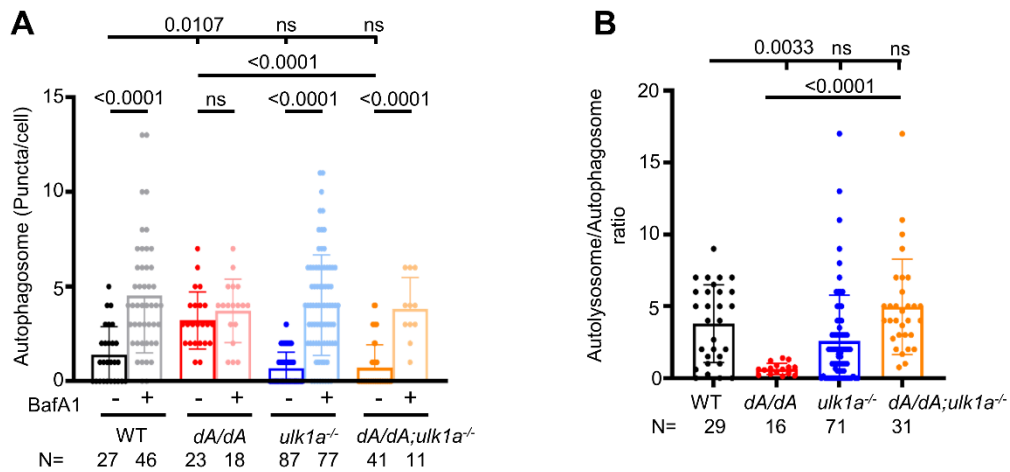 A
0.0107 ns ns
<0.0001
<0.0001 ns <0.0001 <0.0001
Autophagosome (Puncta/cell)
15
10
5
0
BafA1 - + - + - + - +
WT dA/dA ulk1a-/- dA/dA;ulk1a-/-
N= 27 46 23 18 87 77 41 11
B
0.0033 ns ns
<0.0001
Autolysosome/Autophagosome
ratio
20
15
10
5
0
WT dA/dA ulk1a-/- dA/dA;ulk1a-/-
N= 29 16 71 31